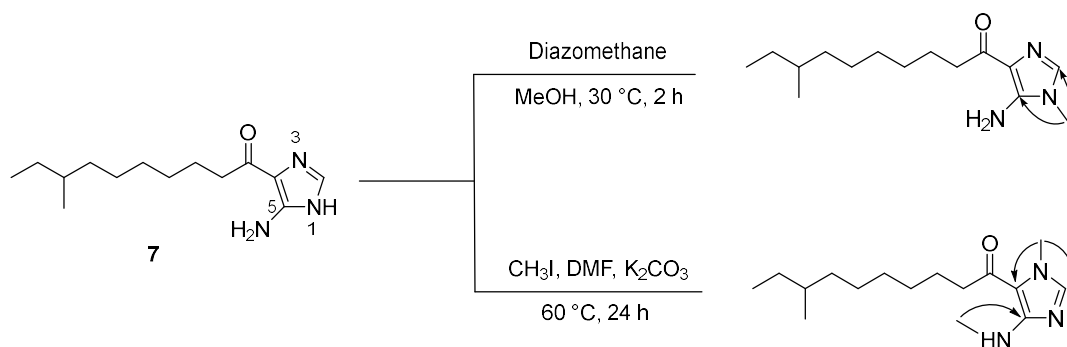 Diazomethane
MeOH, 30 °C, 2 h
O
N
N
H₂N
O
3
N
5
NH
1
H₂N
7
CH₃I, DMF, K₂CO₃
60 °C, 24 h
O
N
N
HN